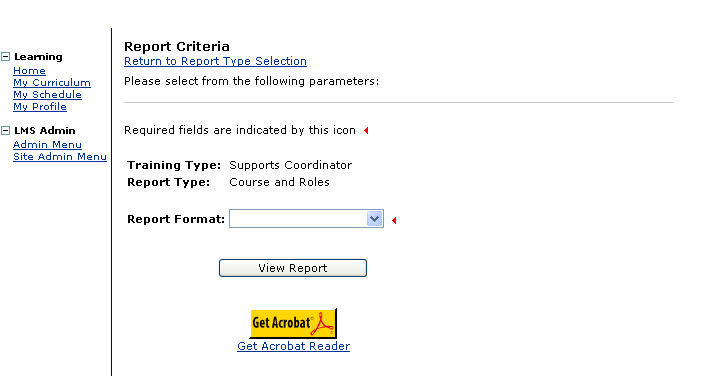 Learning
Home
My Curriculum
My Schedule
My Profile
LMS Admin
Admin Menu
Site Admin Menu
Report Criteria
Return to Report Type Selection
Please select from the following parameters:
Required fields are indicated by this icon
Training Type: Supports Coordinator
Report Type: Course and Roles
Report Format:
View Report
Get Acrobat®
Get Acrobat Reader